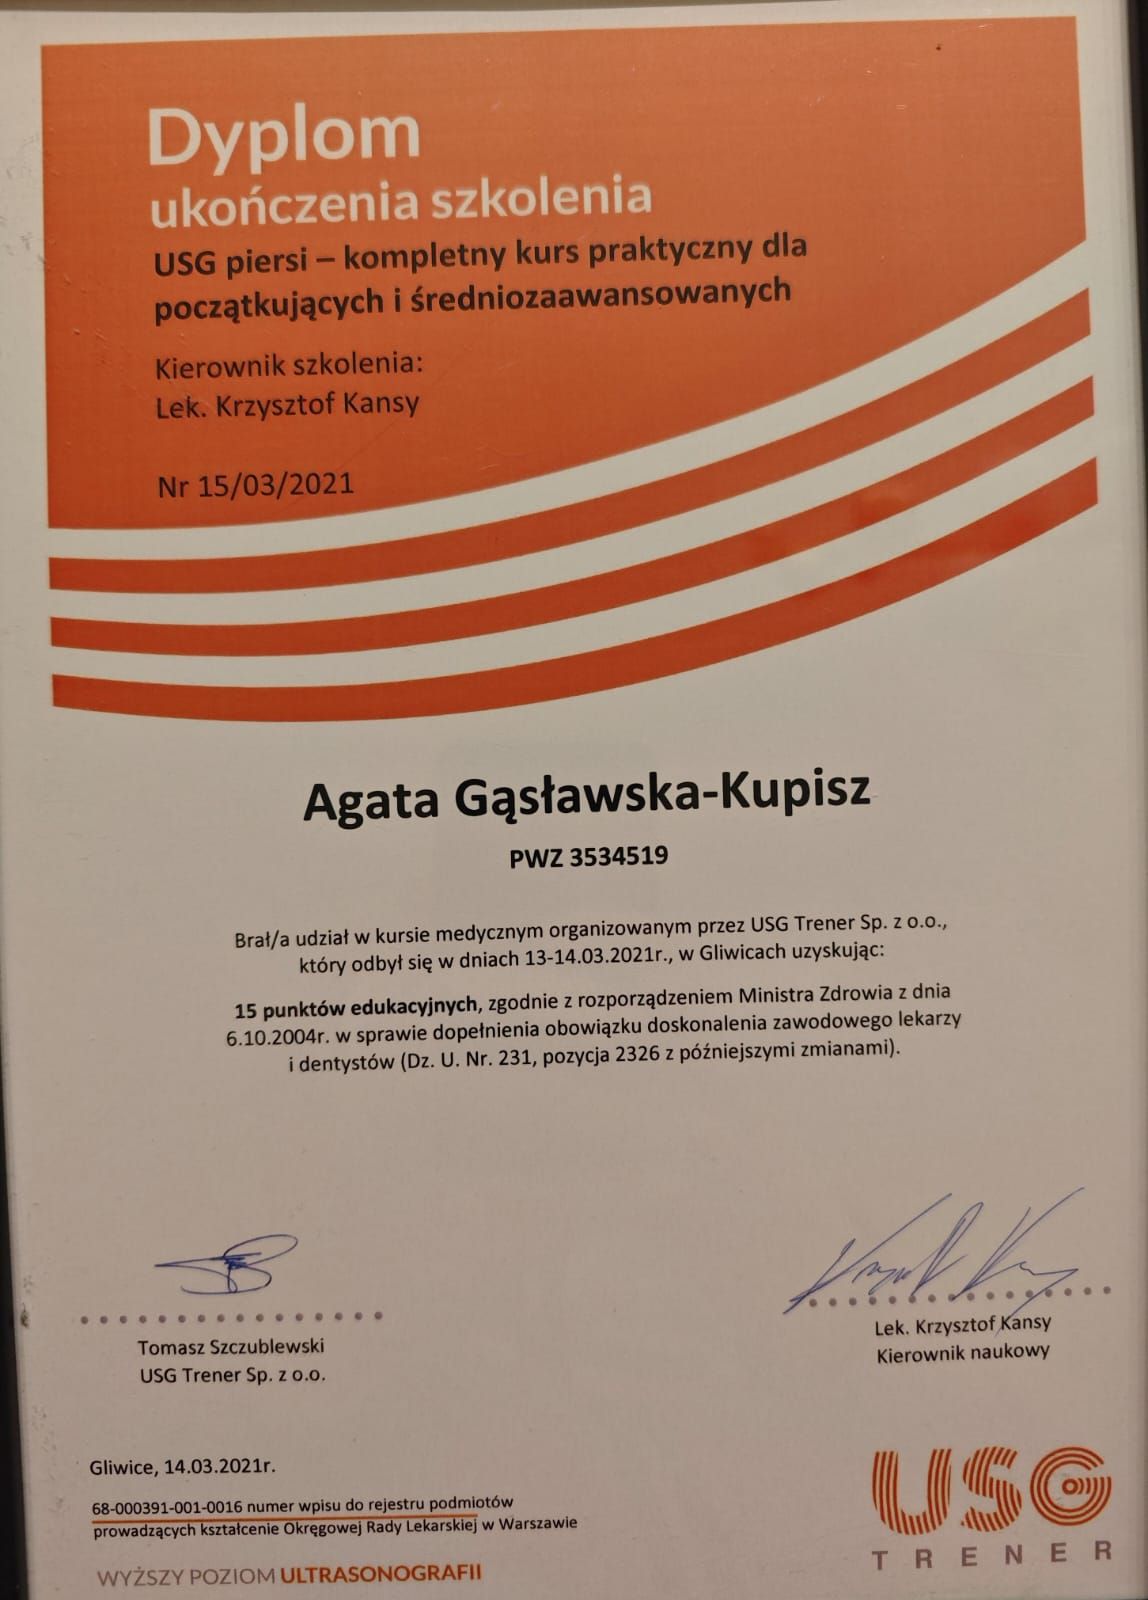 Dyplom
ukończenia szkolenia
USG piersi – kompletny kurs praktyczny dla
początkujących i średniozaawansowanych
Kierownik szkolenia:
Lek. Krzysztof Kansy
Nr 15/03/2021
Agata Gąsławska-Kupisz
PWZ 3534519
Brał/a udział w kursie medycznym organizowanym przez USG Trener Sp. z o.o.,
który odbył się w dniach 13-14.03.2021r., w Gliwicach uzyskując:
15 punktów edukacyjnych, zgodnie z rozporządzeniem Ministra Zdrowia z dnia
6.10.2004r. w sprawie dopełnienia obowiązku doskonalenia zawodowego lekarzy
i dentystów (Dz. U. Nr. 231, pozycja 2326 z późniejszymi zmianami).
Tomasz Szczublewski
USG Trener Sp. z o.o.
Lek. Krzysztof Kansy
Kierownik naukowy
Gliwice, 14.03.2021r.
68-000391-001-0016 numer wpisu do rejestru podmiotów
prowadzących kształcenie Okręgowej Rady Lekarskiej w Warszawie
WYŻSZY POZIOM ULTRASONOGRAFII
USG
TRENER